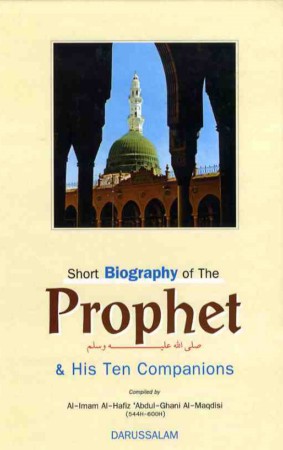 Short Biography of The
Prophet
صلى الله عليه وسلم
& His Ten Companions
Compiled by
Al-Imam Al-Hafiz 'Abdul-Ghani Al-Maqdisi
(544H-600H)
DARUSSALAM